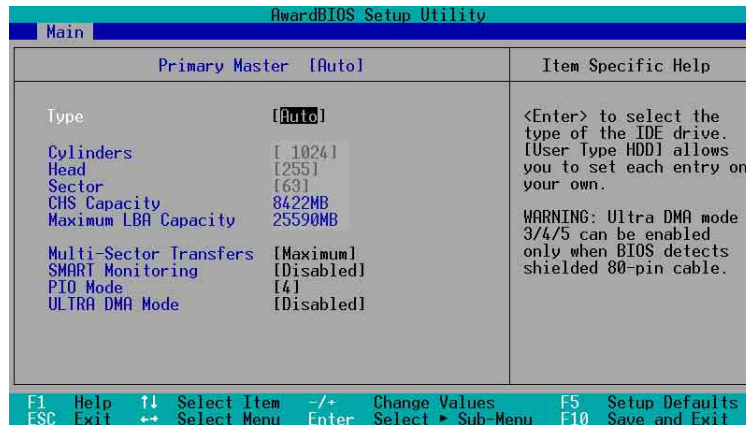 AwardBIOS Setup Utility
Main
Primary Master [Auto]
Item Specific Help
Type [Auto]
Cylinders [ 1024]
Head [255]
Sector [63]
CHS Capacity 8422MB
Maximum LBA Capacity 25590MB
Multi-Sector Transfers [Maximum]
SMART Monitoring [Disabled]
PIO Mode [4]
ULTRA DMA Mode [Disabled]
<Enter> to select the
type of the IDE drive.
[User Type HDD] allows
you to set each entry on
your own.
WARNING: Ultra DMA mode
3/4/5 can be enabled
only when BIOS detects
shielded 80-pin cable.
F1 Help ↑↓ Select Item -/+ Change Values F5 Setup Defaults
ESC Exit ←→ Select Menu Enter Select ► Sub-Menu F10 Save and Exit